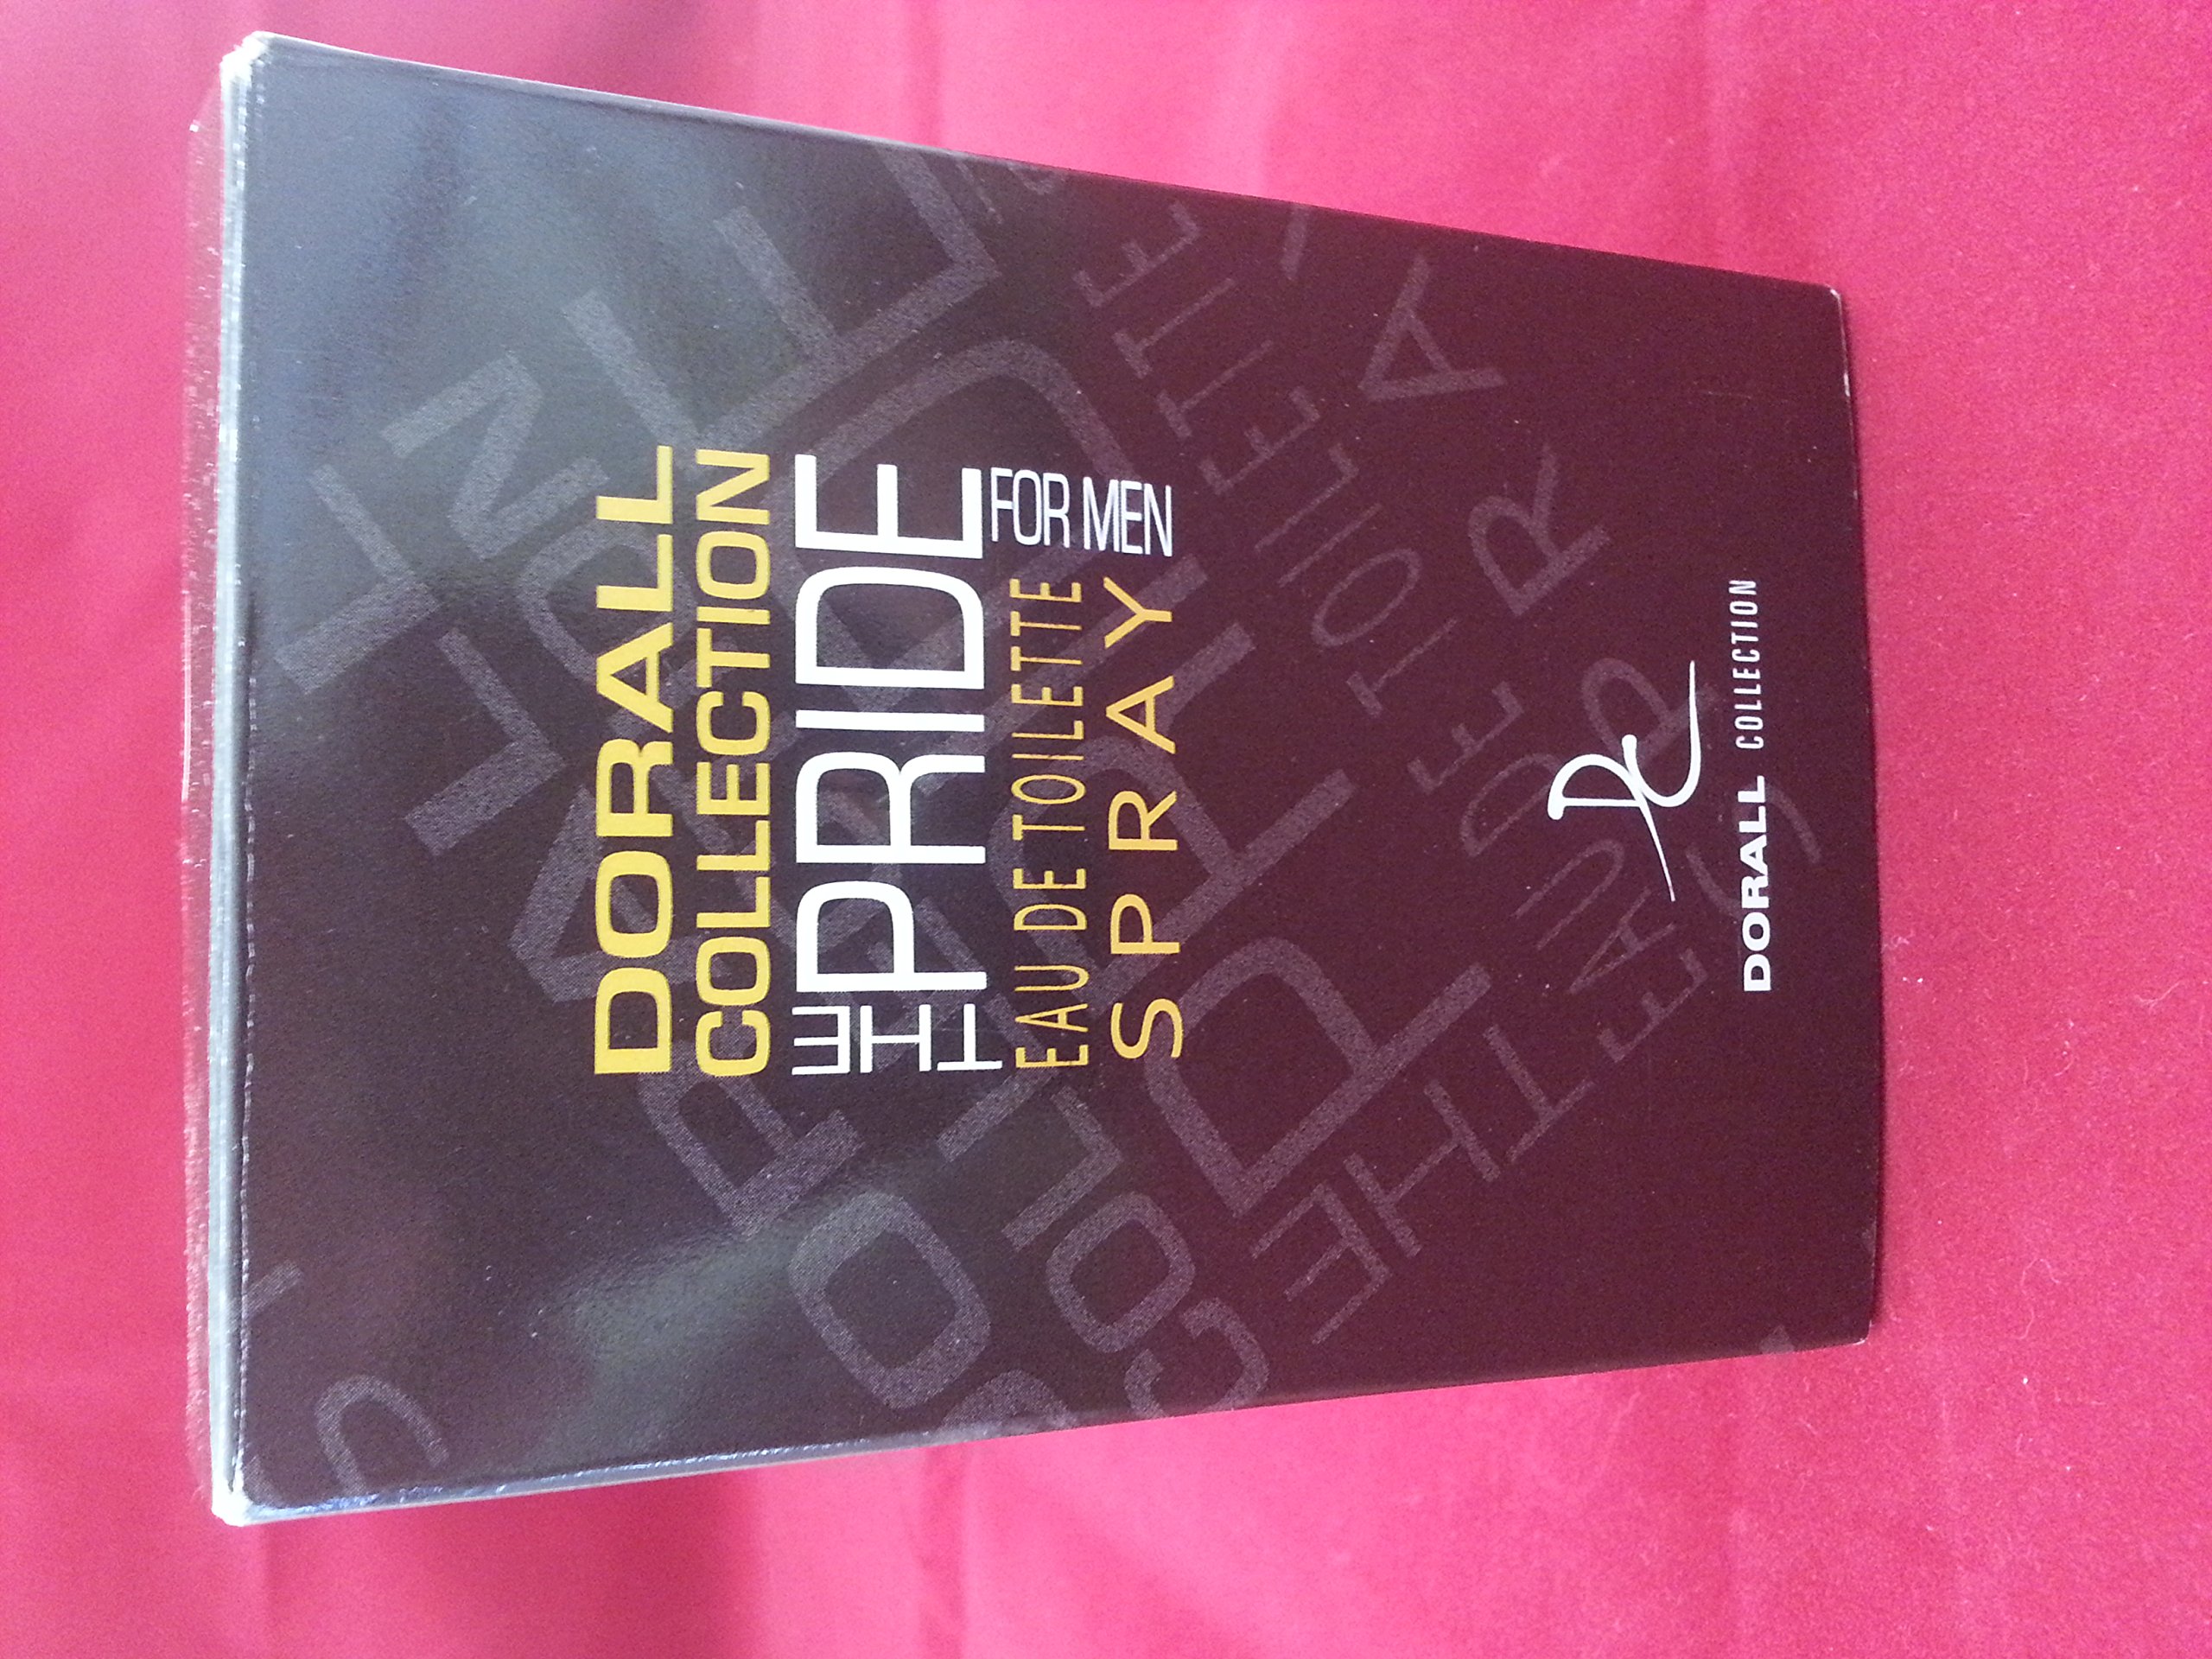 DORALL
COLLECTION
THE PRIDE
FOR MEN
EAU DE TOILETTE
SPRAY
DC
DORALL COLLECTION